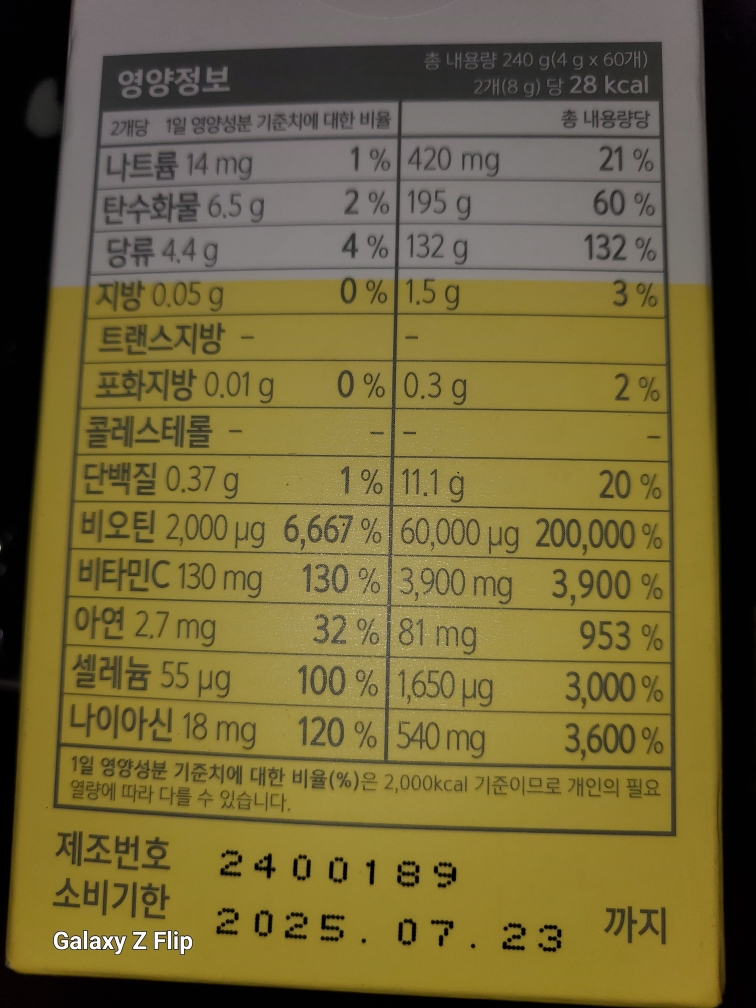 영양정보
총 내용량 240 g(4 g x 60개)
2개(8 g) 당 28 kcal
2개당 1일 영양성분 기준치에 대한 비율 총 내용량당
나트륨 14 mg 1 % 420 mg 21 %
탄수화물 6.5 g 2 % 195 g 60 %
당류 4.4 g 4 % 132 g 132 %
지방 0.05 g 0 % 1.5 g 3 %
트랜스지방 – –
포화지방 0.01 g 0 % 0.3 g 2 %
콜레스테롤 – – – –
단백질 0.37 g 1 % 11.1 g 20 %
비오틴 2,000 µg 6,667 % 60,000 µg 200,000 %
비타민C 130 mg 130 % 3,900 mg 3,900 %
아연 2.7 mg 32 % 81 mg 953 %
셀레늄 55 µg 100 % 1,650 µg 3,000 %
나이아신 18 mg 120 % 540 mg 3,600 %
1일 영양성분 기준치에 대한 비율(%)은 2,000kcal 기준이므로 개인의 필요
열량에 따라 다를 수 있습니다.
제조번호 2400189
소비기한 2025.07.23 까지
Galaxy Z Flip